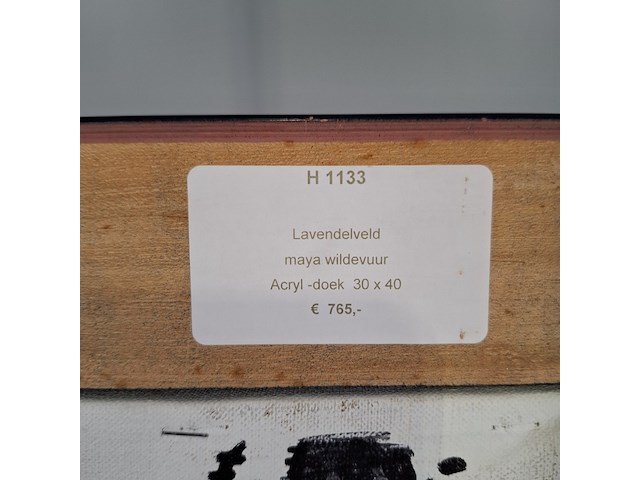 H 1133
Lavendelveld
maya wildevuur
Acryl -doek 30 x 40
€ 765,-